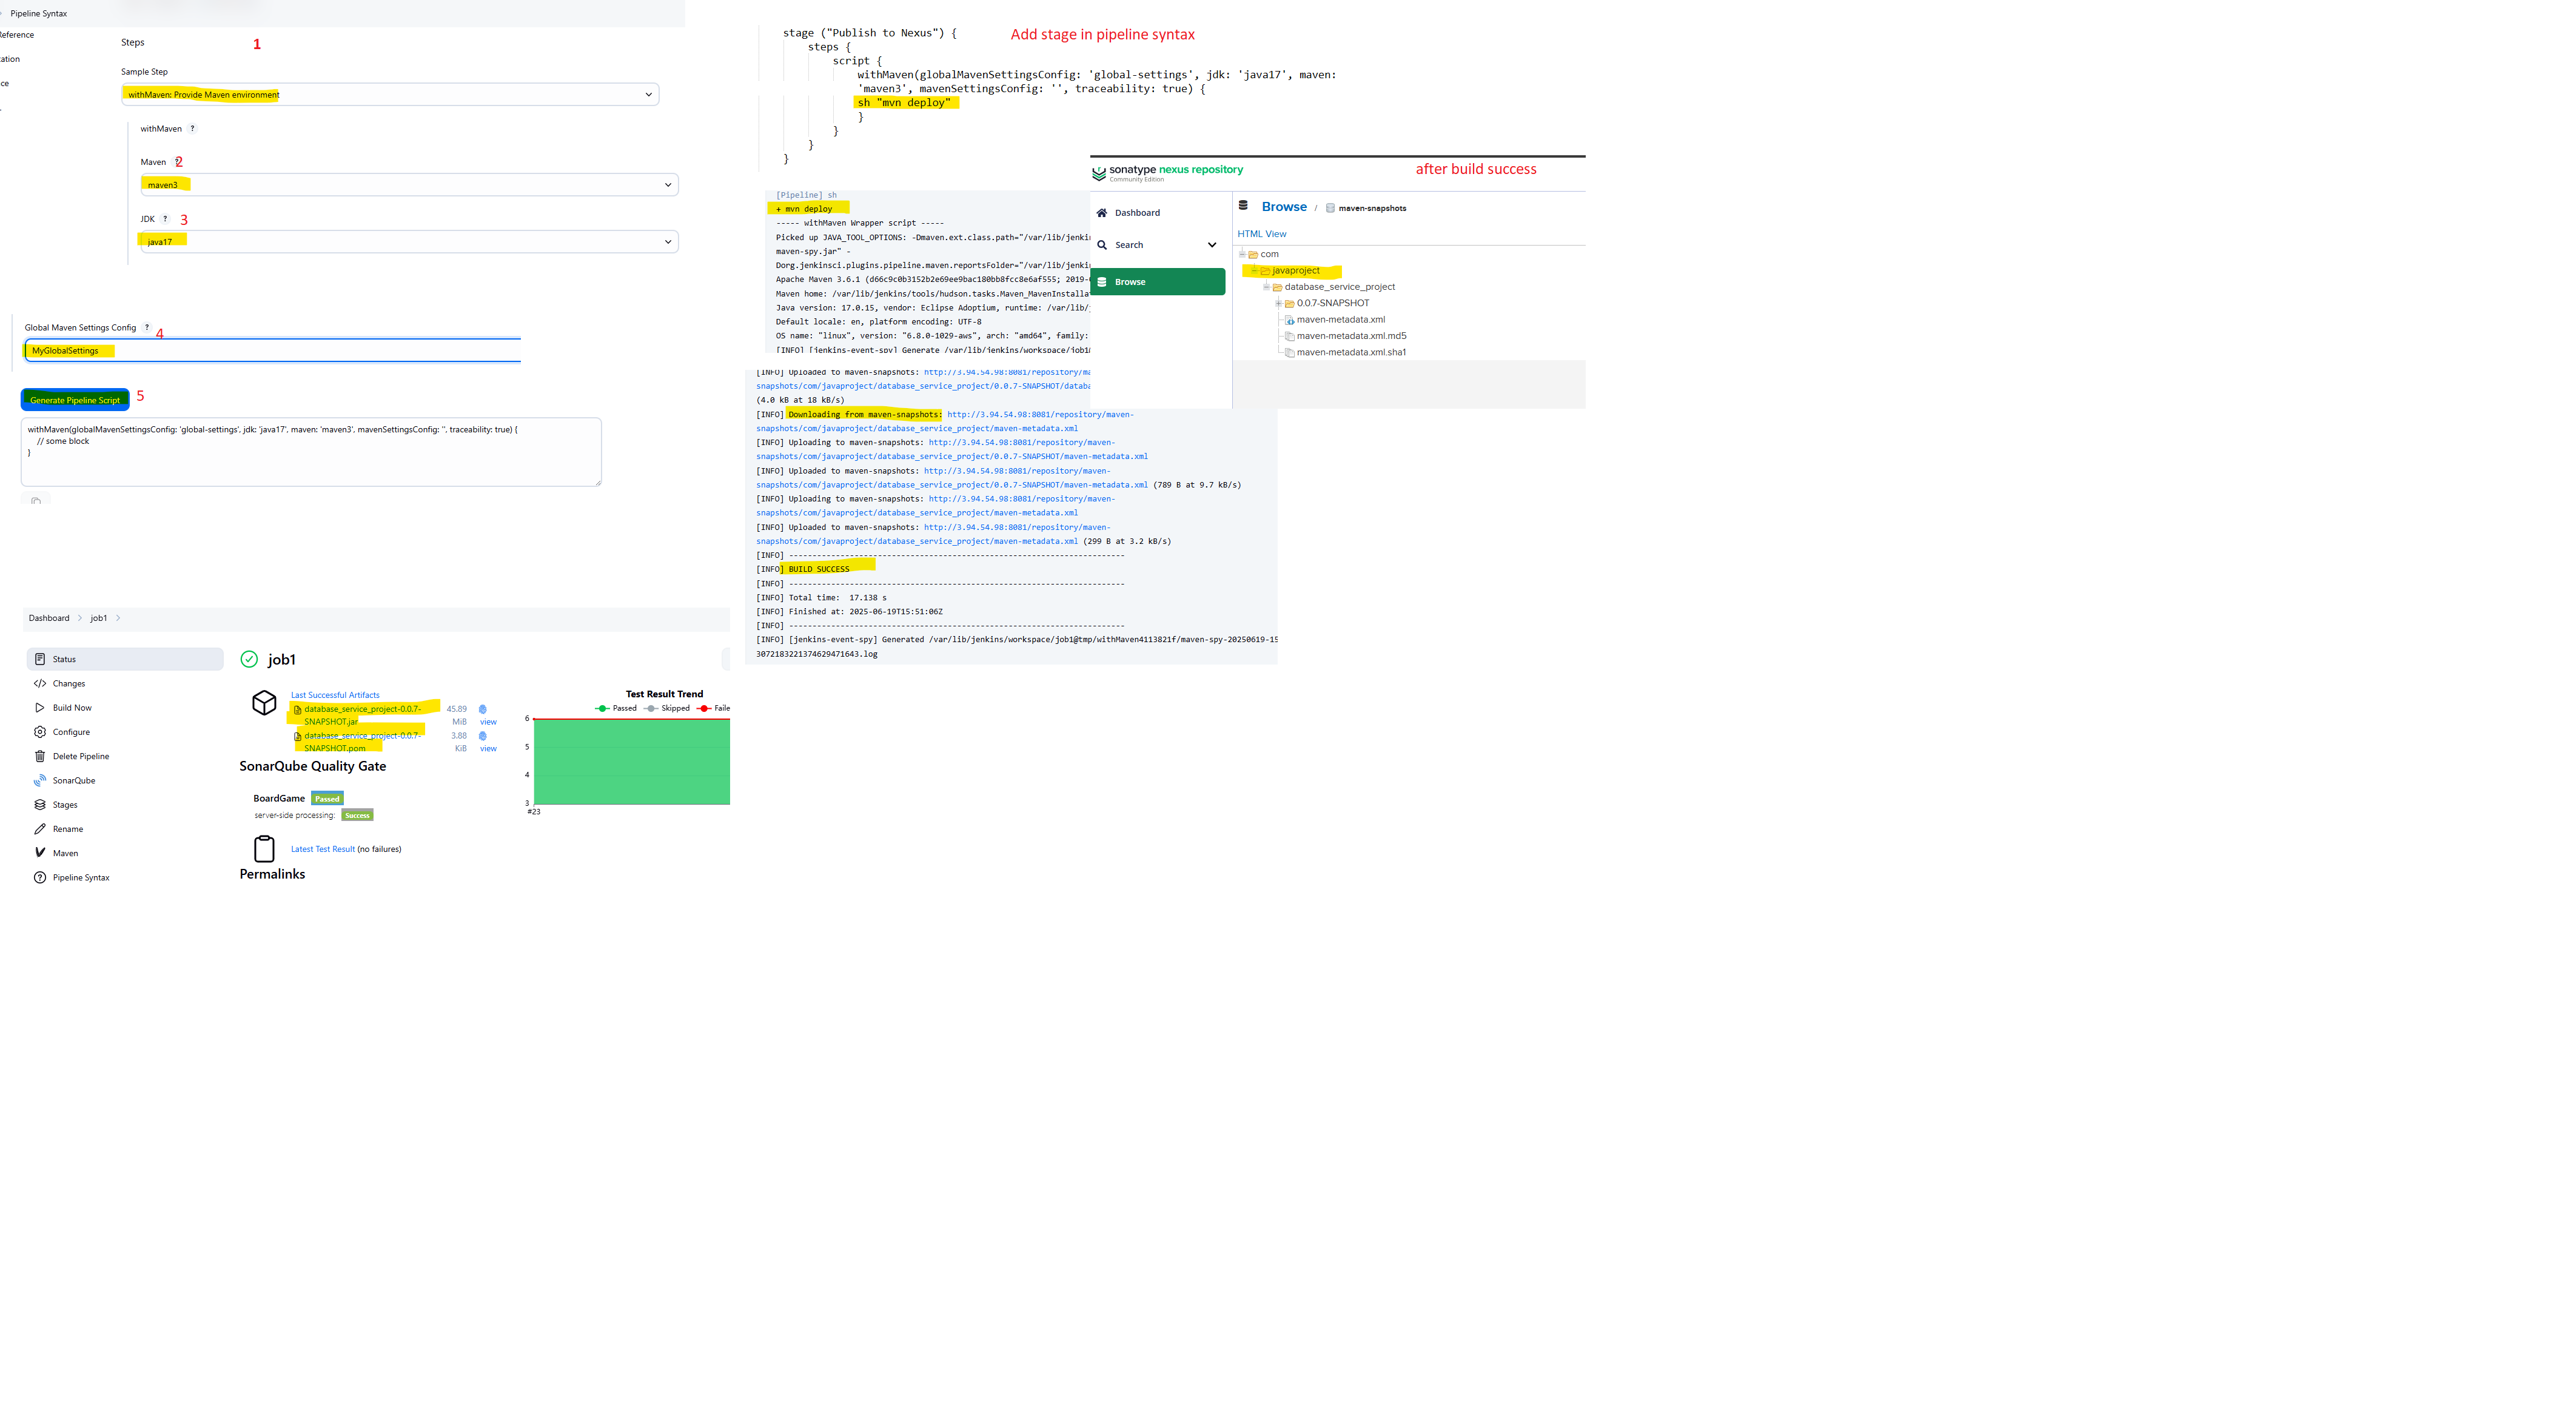 Pipeline Syntax
Reference
ation
ce
Steps
1
Sample Step
withMaven: Provide Maven environment
withMaven ?
Maven ?
2
maven3
JDK ?
3
java17
Global Maven Settings Config ?
4
MyGlobalSettings
Generate Pipeline Script
5
withMaven(globalMavenSettingsConfig: 'global-settings', jdk: 'java17', maven: 'maven3', mavenSettingsConfig: '', traceability: true) {
// some block
}
Dashboard
job1
Status
Changes
Build Now
Configure
Delete Pipeline
SonarQube
Stages
Rename
Maven
Pipeline Syntax
job1
Last Successful Artifacts
database_service_project-0.0.7-
SNAPSHOT.jar
45.89
MiB
view
database_service_project-0.0.7-
SNAPSHOT.pom
3.88
KiB
view
SonarQube Quality Gate
BoardGame Passed
server-side processing: Success
Latest Test Result (no failures)
Permalinks
Test Result Trend
Passed Skipped Faile
6
5
4
3
#23
Add stage in pipeline syntax
stage ("Publish to Nexus") {
steps {
script {
withMaven(globalMavenSettingsConfig: 'global-settings', jdk: 'java17', maven:
'maven3', mavenSettingsConfig: '', traceability: true) {
sh "mvn deploy"
}
}
}
}
[Pipeline] sh
+ mvn deploy
----- withMaven Wrapper script -----
Picked up JAVA_TOOL_OPTIONS: -Dmaven.ext.class.path="/var/lib/jenki
maven-spy.jar" -
Dorg.jenkinsci.plugins.pipeline.maven.reportsFolder="/var/lib/jenki
Apache Maven 3.6.1 (d66c9c0b3152b2e69ee9bac180bb8fcc8e6af555; 2019-
Maven home: /var/lib/jenkins/tools/hudson.tasks.Maven_MavenInstalla
Java version: 17.0.15, vendor: Eclipse Adoptium, runtime: /var/lib/
Default locale: en, platform encoding: UTF-8
OS name: "linux", version: "6.8.0-1029-aws", arch: "amd64", family:
[INFO] [jenkins-event-spy] Generate /var/lib/jenkins/workspace/job1
[INFO] Uploaded to maven-snapshots: http://3.94.54.98:8081/repository/ma
snapshots/com/javaproject/database_service_project/0.0.7-SNAPSHOT/databa
(4.0 kB at 18 kB/s)
[INFO] Downloading from maven-snapshots: http://3.94.54.98:8081/repository/maven-
snapshots/com/javaproject/database_service_project/maven-metadata.xml
[INFO] Uploading to maven-snapshots: http://3.94.54.98:8081/repository/maven-
snapshots/com/javaproject/database_service_project/0.0.7-SNAPSHOT/maven-metadata.xml
[INFO] Uploaded to maven-snapshots: http://3.94.54.98:8081/repository/maven-
snapshots/com/javaproject/database_service_project/0.0.7-SNAPSHOT/maven-metadata.xml (789 B at 9.7 kB/s)
[INFO] Uploading to maven-snapshots: http://3.94.54.98:8081/repository/maven-
snapshots/com/javaproject/database_service_project/maven-metadata.xml
[INFO] Uploaded to maven-snapshots: http://3.94.54.98:8081/repository/maven-
snapshots/com/javaproject/database_service_project/maven-metadata.xml (299 B at 3.2 kB/s)
[INFO] ------------------------------------------------------------------------
[INFO] BUILD SUCCESS
[INFO] ------------------------------------------------------------------------
[INFO] Total time:  17.138 s
[INFO] Finished at: 2025-06-19T15:51:06Z
[INFO] ------------------------------------------------------------------------
[INFO] [jenkins-event-spy] Generated /var/lib/jenkins/workspace/job1@tmp/withMaven4113821f/maven-spy-20250619-15
3072183221374629471643.log
sonatype nexus repository
Community Edition
after build success
Dashboard
Search
Browse
Browse / maven-snapshots
HTML View
com
javaproject
database_service_project
0.0.7-SNAPSHOT
maven-metadata.xml
maven-metadata.xml.md5
maven-metadata.xml.sha1